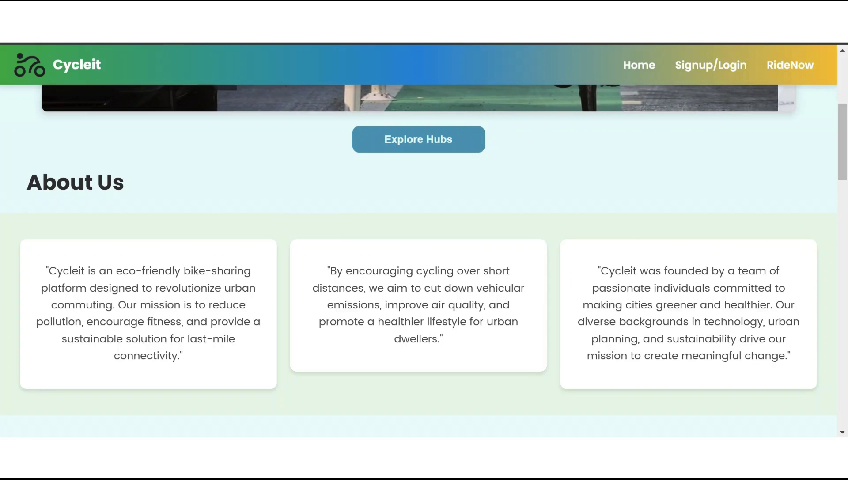 Cycleit
Home Signup/Login RideNow
Explore Hubs
About Us
"Cycleit is an eco-friendly bike-sharing
platform designed to revolutionize urban
commuting. Our mission is to reduce
pollution, encourage fitness, and provide a
sustainable solution for last-mile
connectivity."
"By encouraging cycling over short
distances, we aim to cut down vehicular
emissions, improve air quality, and
promote a healthier lifestyle for urban
dwellers."
"Cycleit was founded by a team of
passionate individuals committed to
making cities greener and healthier. Our
diverse backgrounds in technology, urban
planning, and sustainability drive our
mission to create meaningful change."